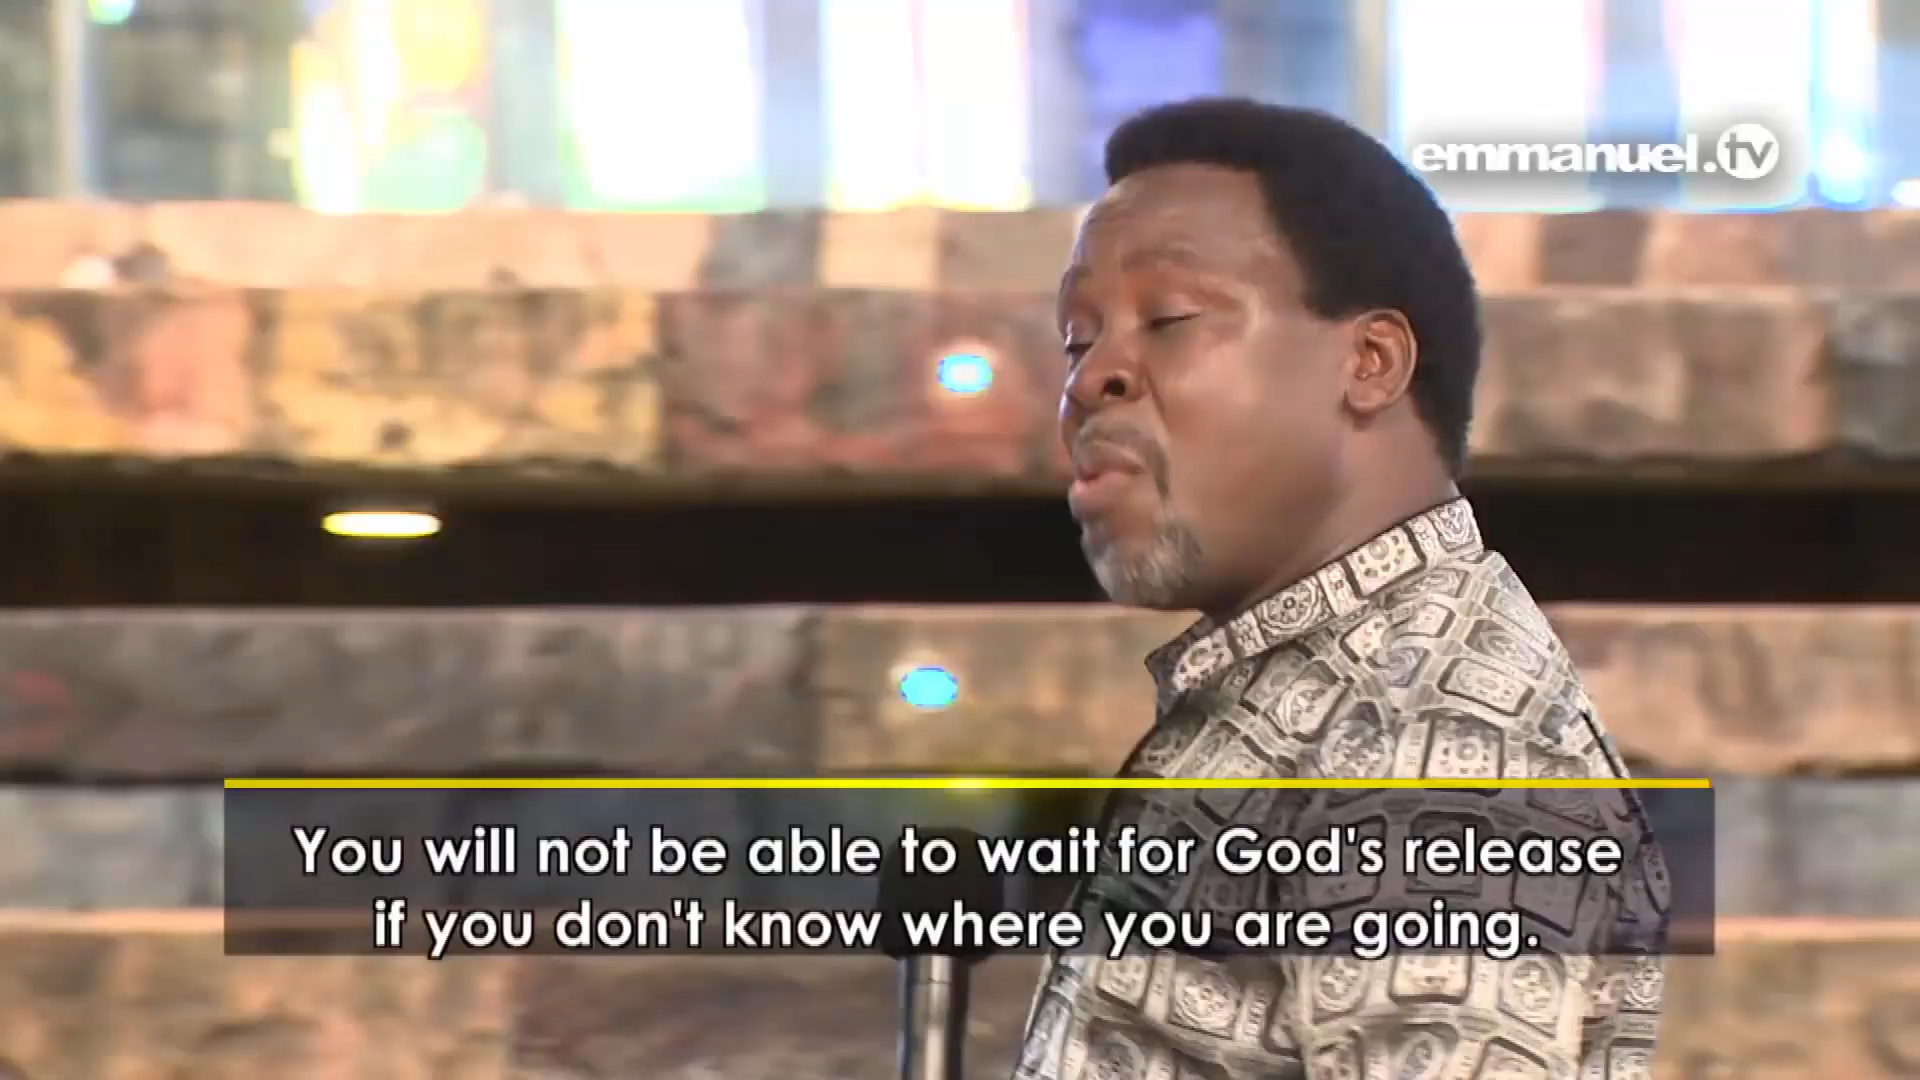 emmanuel.tv
You will not be able to wait for God's release
if you don't know where you are going.